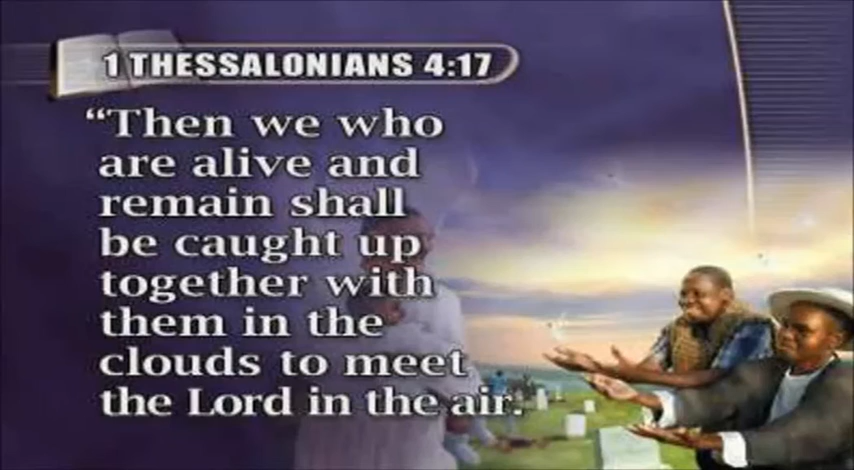 1 THESSALONIANS 4:17
“Then we who
are alive and
remain shall
be caught up
together with
them in the
clouds to meet
the Lord in the air.